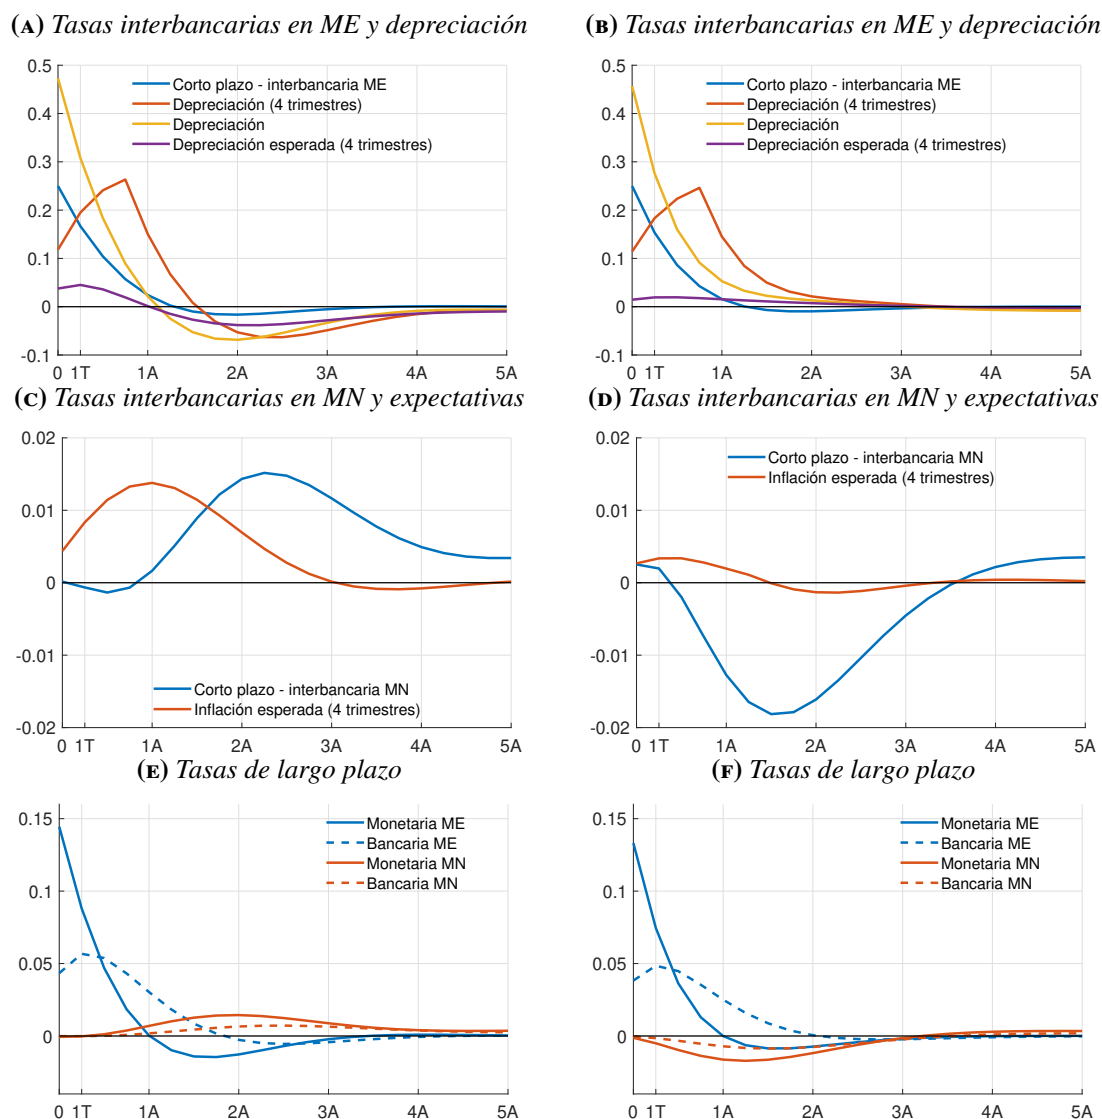 (A) Tasas interbancarias en ME y depreciación
0.5
0.4
0.3
0.2
0.1
0
-0.1
Corto plazo - interbancaria ME
Depreciación (4 trimestres)
Depreciación
Depreciación esperada (4 trimestres)
0 1T 1A 2A 3A 4A 5A
(B) Tasas interbancarias en ME y depreciación
0.5
0.4
0.3
0.2
0.1
0
-0.1
Corto plazo - interbancaria ME
Depreciación (4 trimestres)
Depreciación
Depreciación esperada (4 trimestres)
0 1T 1A 2A 3A 4A 5A
(C) Tasas interbancarias en MN y expectativas
0.02
0.01
0
-0.01
-0.02
Corto plazo - interbancaria MN
Inflación esperada (4 trimestres)
0 1T 1A 2A 3A 4A 5A
(D) Tasas interbancarias en MN y expectativas
0.02
0.01
0
-0.01
-0.02
Corto plazo - interbancaria MN
Inflación esperada (4 trimestres)
0 1T 1A 2A 3A 4A 5A
(E) Tasas de largo plazo
0.15
0.1
0.05
0
Monetaria ME
Bancaria ME
Monetaria MN
Bancaria MN
0 1T 1A 2A 3A 4A 5A
(F) Tasas de largo plazo
0.15
0.1
0.05
0
Monetaria ME
Bancaria ME
Monetaria MN
Bancaria MN
0 1T 1A 2A 3A 4A 5A